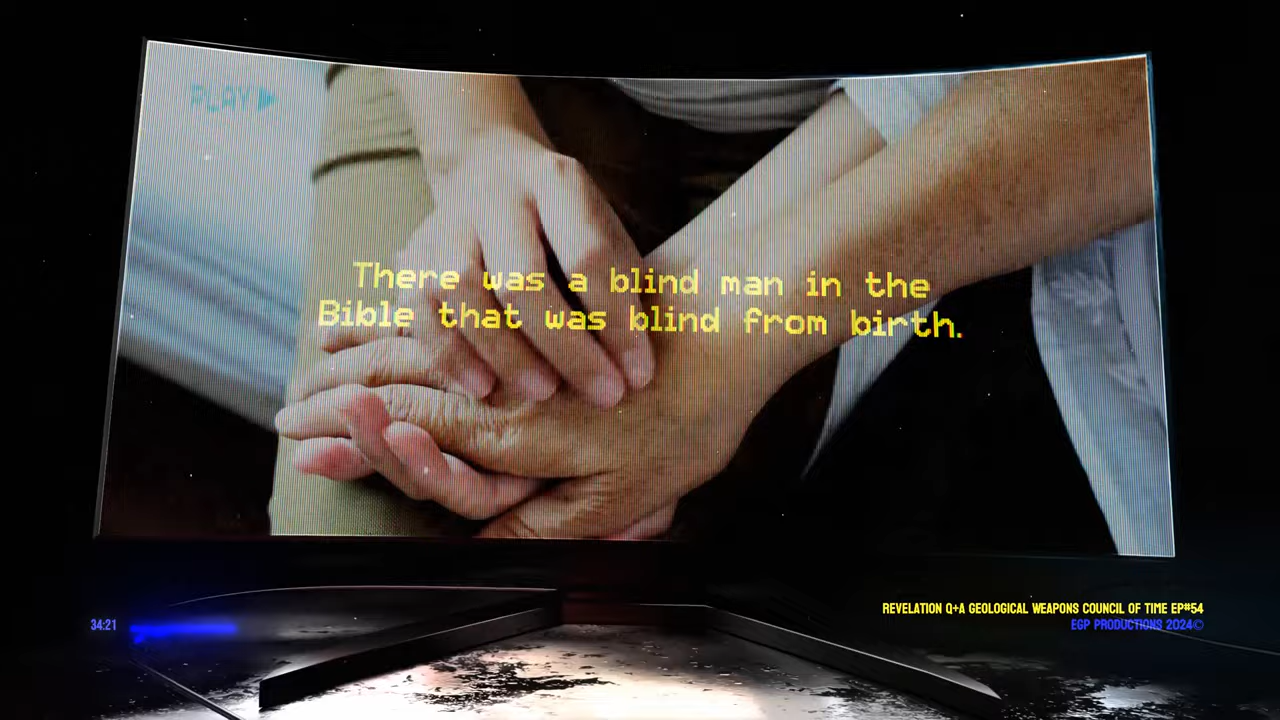 PLAY
There was a blind man in the
Bible that was blind from birth.
34:21
REVELATION Q+A GEOLOGICAL WEAPONS COUNCIL OF TIME EP#54
EGP PRODUCTIONS 2024©